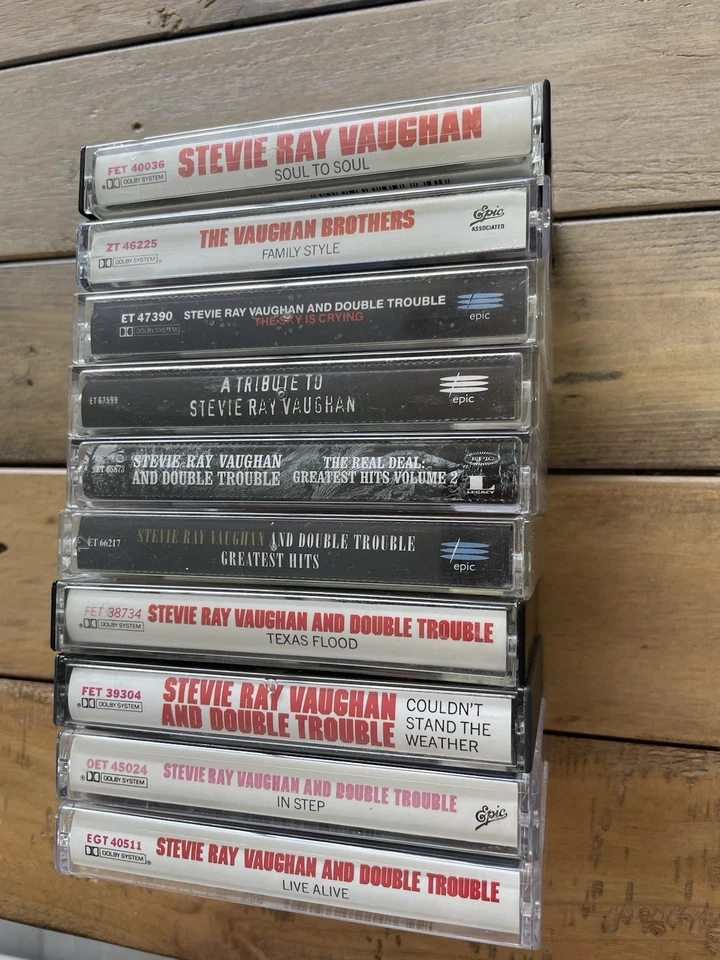 FET 40036
DOLBY SYSTEM
STEVIE RAY VAUGHAN
SOUL TO SOUL
ZT 46225
DOLBY SYSTEM
THE VAUGHAN BROTHERS
FAMILY STYLE
Epic
ASSOCIATED
ET 47390
DOLBY SYSTEM
STEVIE RAY VAUGHAN AND DOUBLE TROUBLE
THE SKY IS CRYING
epic
ET 67599
A TRIBUTE TO
STEVIE RAY VAUGHAN
epic
ET 65873
STEVIE RAY VAUGHAN
AND DOUBLE TROUBLE
THE REAL DEAL:
GREATEST HITS VOLUME 2
EPIC
LEGACY
ET 66217
STEVIE RAY VAUGHAN AND DOUBLE TROUBLE
GREATEST HITS
epic
FET 38734
DOLBY SYSTEM
STEVIE RAY VAUGHAN AND DOUBLE TROUBLE
TEXAS FLOOD
FET 39304
DOLBY SYSTEM
STEVIE RAY VAUGHAN
AND DOUBLE TROUBLE
COULDN'T
STAND THE
WEATHER
OET 45024
DOLBY SYSTEM
STEVIE RAY VAUGHAN AND DOUBLE TROUBLE
IN STEP
Epic
EGT 40511
DOLBY SYSTEM
STEVIE RAY VAUGHAN AND DOUBLE TROUBLE
LIVE ALIVE